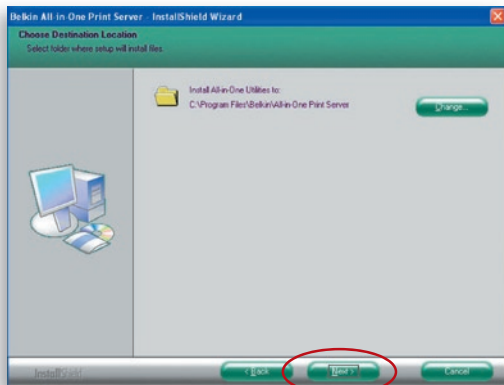 Belkin All-in-One Print Server - InstallShield Wizard
Choose Destination Location
Select folder where setup will install files.
Install All-in-One Utilities to:
C:\Program Files\Belkin\All-in-One Print Server
Change...
InstallShield
< Back
Next >
Cancel